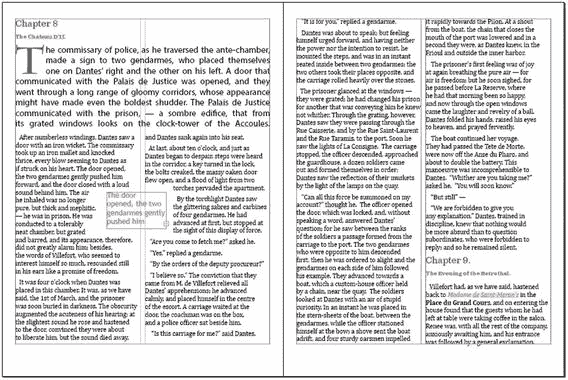 Chapter 8
The Chateau D'If.
The commissary of police, as he traversed the ante-chamber,
made a sign to two gendarmes, who placed themselves
one on Dantes' right and the other on his left. A door that
communicated with the Palais de Justice was opened, and they
went through a long range of gloomy corridors, whose appearance
might have made even the boldest shudder. The Palais de Justice
communicated with the prison, — a sombre edifice, that from
its grated windows looks on the clock-tower of the Accoules.
After numberless windings, Dantes saw a
door with an iron wicket. The commissary
took up an iron mallet and knocked
thrice, every blow seeming to Dantes as
if struck on his heart. The door opened,
the two gendarmes gently pushed him
forward, and the door closed with a loud
sound behind him. The air
he inhaled was no longer
pure, but thick and mephitic,
— he was in prison. He was
conducted to a tolerably
neat chamber, but grated
and barred, and its appearance, therefore,
did not greatly alarm him; besides,
the words of Villefort, who seemed to
interest himself so much, resounded still
in his ears like a promise of freedom.
It was four o'clock when Dantes was
placed in this chamber. It was, as we have
said, the 1st of March, and the prisoner
was soon buried in darkness. The obscurity
augmented the acuteness of his hearing; at
the slightest sound he rose and hastened
to the door, convinced they were about
to liberate him, but the sound died away,
The door
opened, the two
gendarmes gently
pushed him
and Dantes sank again into his seat.
At last, about ten o'clock, and just as
Dantes began to despair, steps were heard
in the corridor, a key turned in the lock,
the bolts creaked, the massy oaken door
flew open, and a flood of light from two
torches pervaded the apartment.
By the torchlight Dantes saw
the glittering sabres and carbines
of four gendarmes. He had
advanced at first, but stopped at
the sight of this display of force.
"Are you come to fetch me?" asked he.
"Yes," replied a gendarme.
"By the orders of the deputy procureur?"
"I believe so." The conviction that they
came from M. de Villefort relieved all
Dantes' apprehensions; he advanced
calmly, and placed himself in the centre
of the escort. A carriage waited at the
door, the coachman was on the box,
and a police officer sat beside him.
"Is this carriage for me?" said Dantes.
"It is for you," replied a gendarme.
Dantes was about to speak; but feeling
himself urged forward, and having neither
the power nor the intention to resist, he
mounted the steps, and was in an instant
seated inside between two gendarmes; the
two others took their places opposite, and
the carriage rolled heavily over the stones.
The prisoner glanced at the windows —
they were grated; he had changed his prison
for another that was conveying him he knew
not whither. Through the grating, however,
Dantes saw they were passing through the
Rue Caisserie, and by the Rue Saint-Laurent
and the Rue Taramis, to the port. Soon he
saw the lights of La Consigne. The carriage
stopped, the officer descended, approached
the guardhouse, a dozen soldiers came
out and formed themselves in order;
Dantes saw the reflection of their muskets
by the light of the lamps on the quay.
"Can all this force be summoned on my
account?" thought he. The officer opened
the door, which was locked, and, without
speaking a word, answered Dantes'
question; for he saw between the ranks
of the soldiers a passage formed from the
carriage to the port. The two gendarmes
who were opposite to him descended
first, then he was ordered to alight and the
gendarmes on each side of him followed
his example. They advanced towards a
boat, which a custom-house officer held
by a chain, near the quay. The soldiers
looked at Dantes with an air of stupid
curiosity. In an instant he was placed in
the stern-sheets of the boat, between the
gendarmes, while the officer stationed
himself at the bow; a shove sent the boat
adrift, and four sturdy oarsmen impelled
it rapidly towards the Pilon. At a shout
from the boat, the chain that closes the
mouth of the port was lowered and in a
second they were, as Dantes knew, in the
Frioul and outside the inner harbor.
The prisoner's first feeling was of joy
at again breathing the pure air — for
air is freedom; but he soon sighed, for
he passed before La Reserve, where
he had that morning been so happy,
and now through the open windows
came the laughter and revelry of a ball.
Dantes folded his hands, raised his eyes
to heaven, and prayed fervently.
The boat continued her voyage.
They had passed the Tete de Morte,
were now off the Anse du Pharo, and
about to double the battery. This
manoeuvre was incomprehensible to
Dantes. "Whither are you taking me?"
asked he. "You will soon know."
"But still" —
"We are forbidden to give you
any explanation." Dantes, trained in
discipline, knew that nothing would
be more absurd than to question
subordinates, who were forbidden to
reply; and so he remained silent.
Chapter 9.
The Evening of the Betrothal.
Villefort had, as we have said, hastened
back to Madame de Saint-Meran's in the
Place du Grand Cours, and on entering the
house found that the guests whom he had
left at table were taking coffee in the salon.
Renee was, with all the rest of the company,
anxiously awaiting him, and his entrance
was followed by a general exclamation.